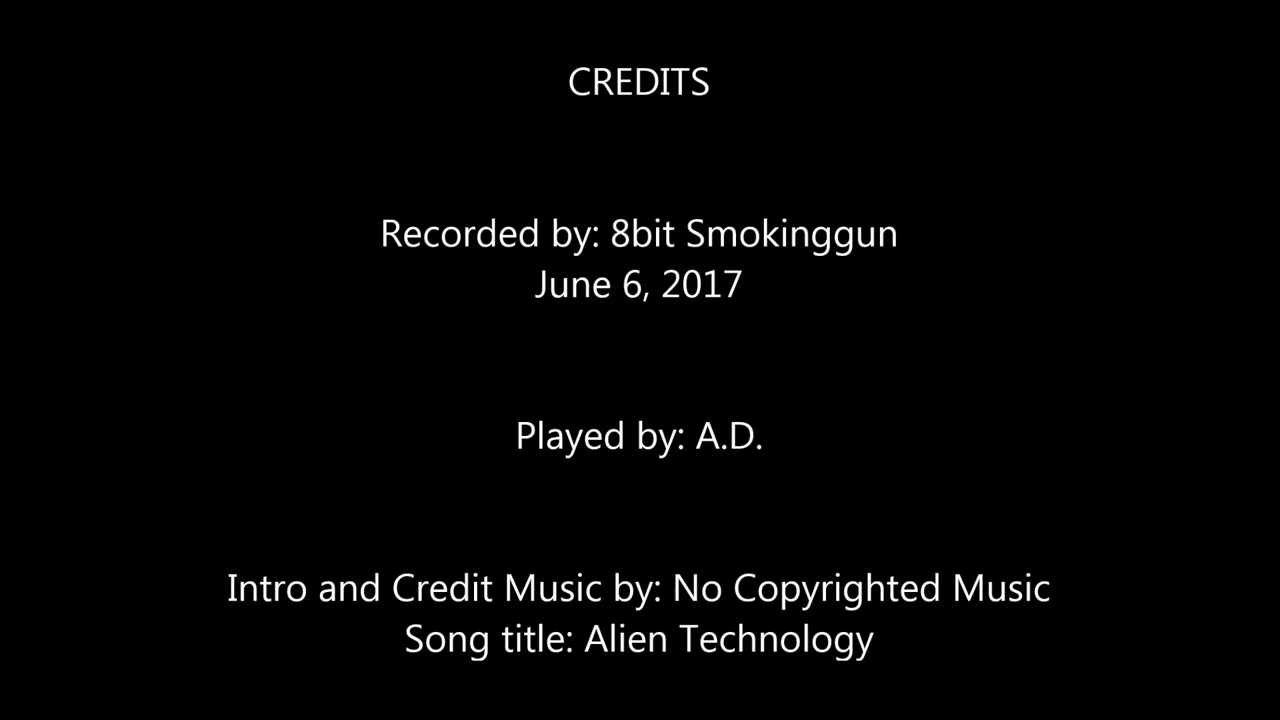 CREDITS
Recorded by: 8bit Smokinggun
June 6, 2017
Played by: A.D.
Intro and Credit Music by: No Copyrighted Music
Song title: Alien Technology